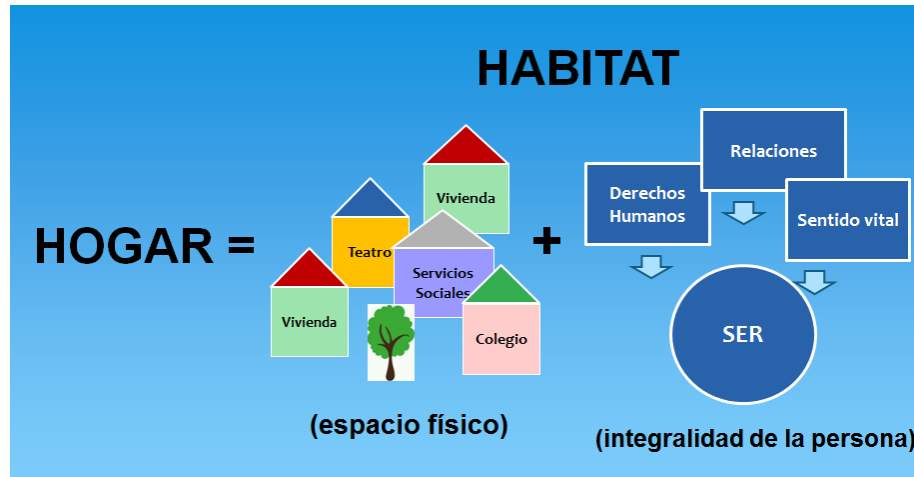 HABITAT
HOGAR =
Vivienda
Teatro
Vivienda
Servicios
Sociales
Colegio
(espacio físico)
+
Derechos
Humanos
Relaciones
Sentido vital
SER
(integralidad de la persona)